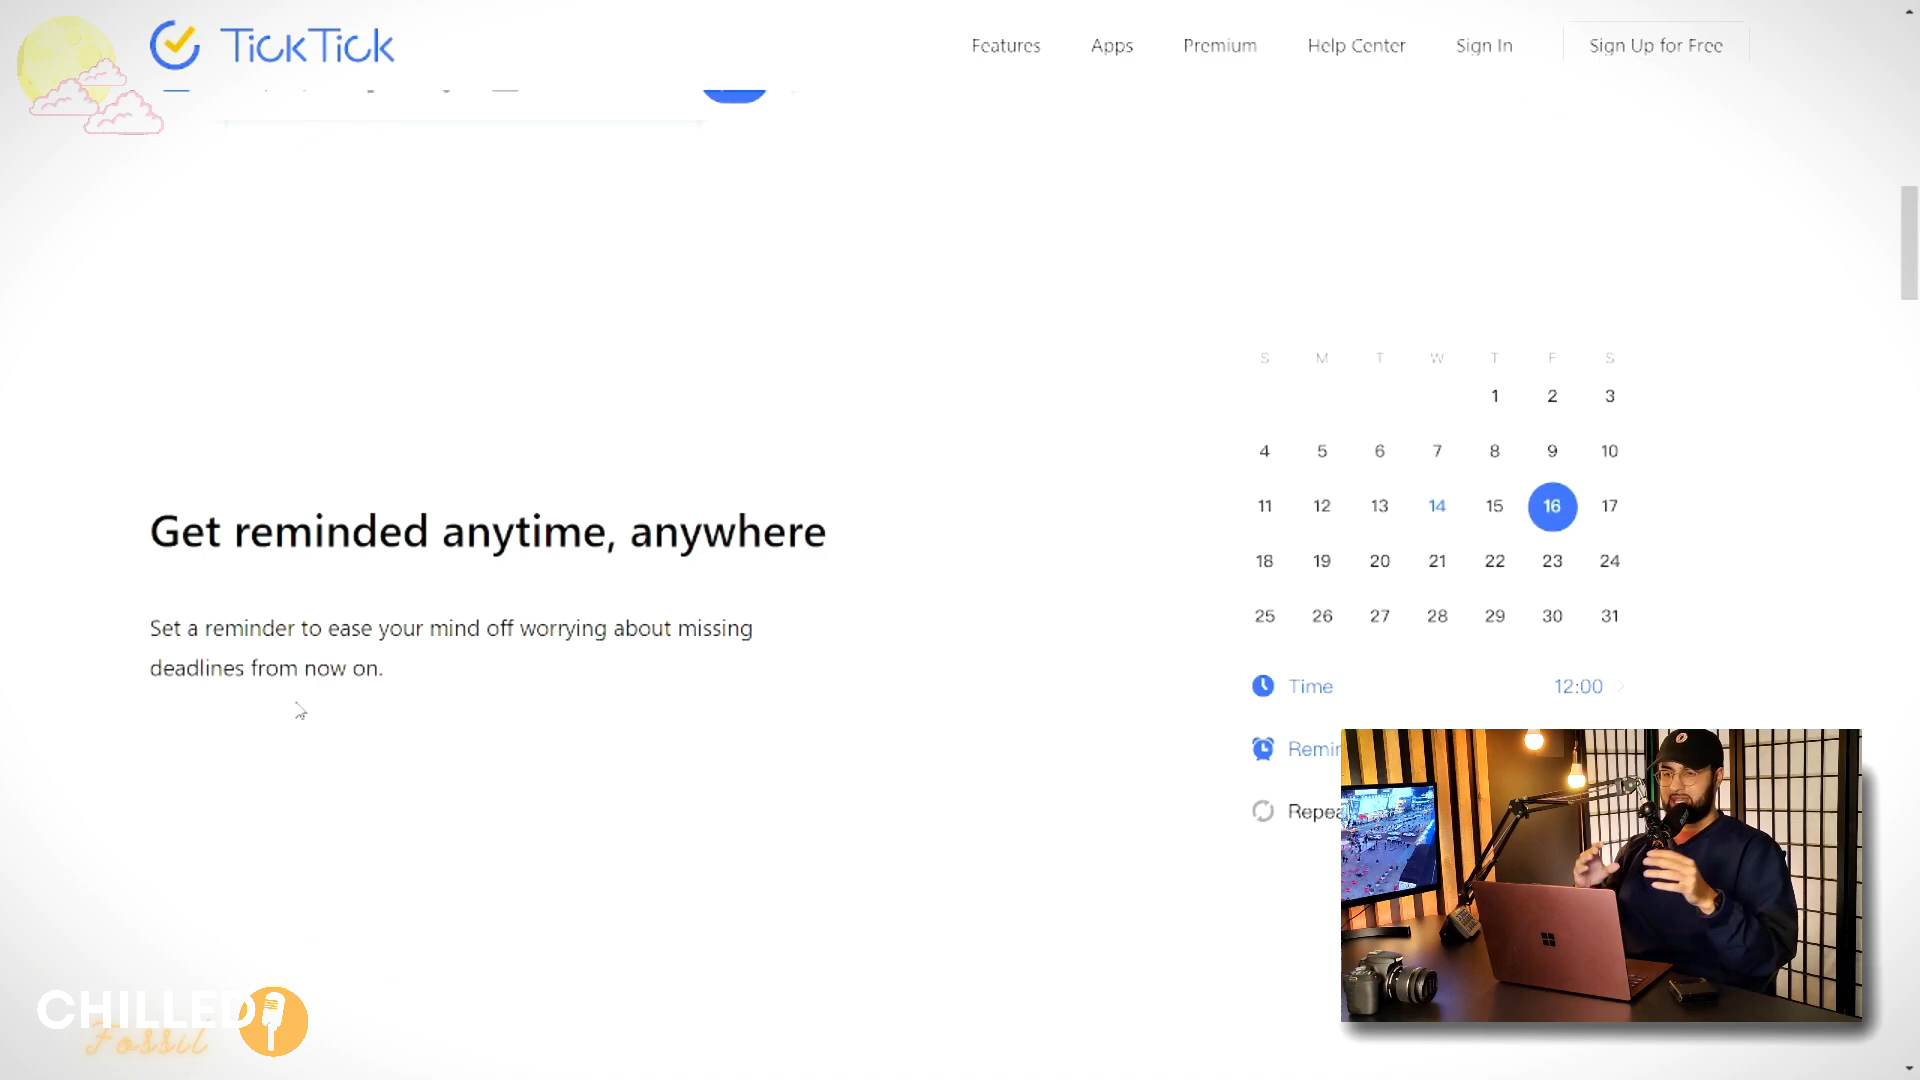 TickTick
Features Apps Premium Help Center Sign In Sign Up for Free
S M T W T F S
1 2 3
4 5 6 7 8 9 10
11 12 13 14 15 16 17
18 19 20 21 22 23 24
25 26 27 28 29 30 31
Get reminded anytime, anywhere
Set a reminder to ease your mind off worrying about missing
deadlines from now on.
Time 12:00
Remin
Repea
CHILLED
Fossil